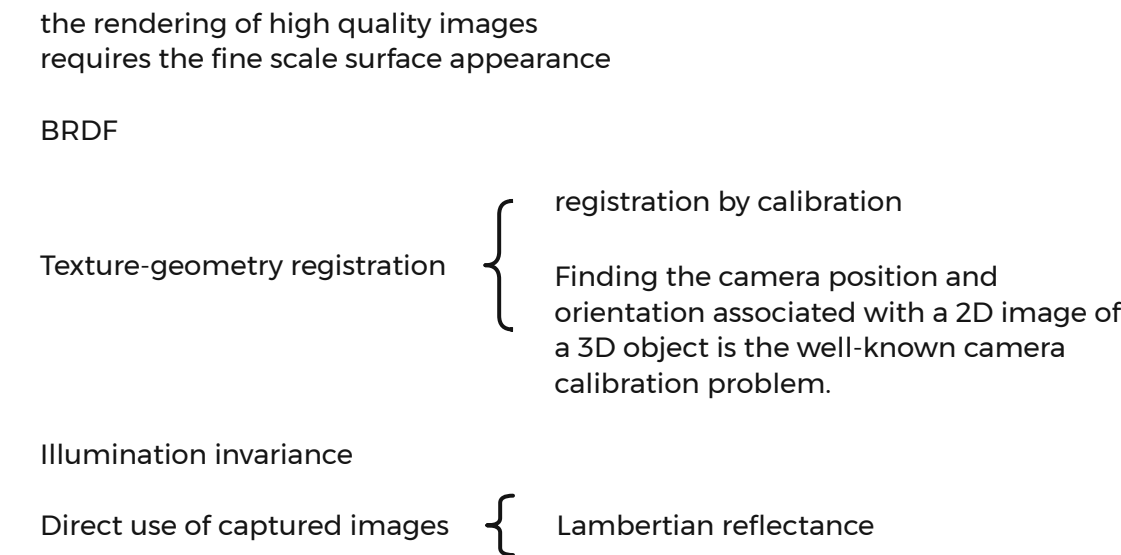 the rendering of high quality images
requires the fine scale surface appearance
BRDF
Texture-geometry registration
registration by calibration
Finding the camera position and
orientation associated with a 2D image of
a 3D object is the well-known camera
calibration problem.
Illumination invariance
Direct use of captured images
Lambertian reflectance